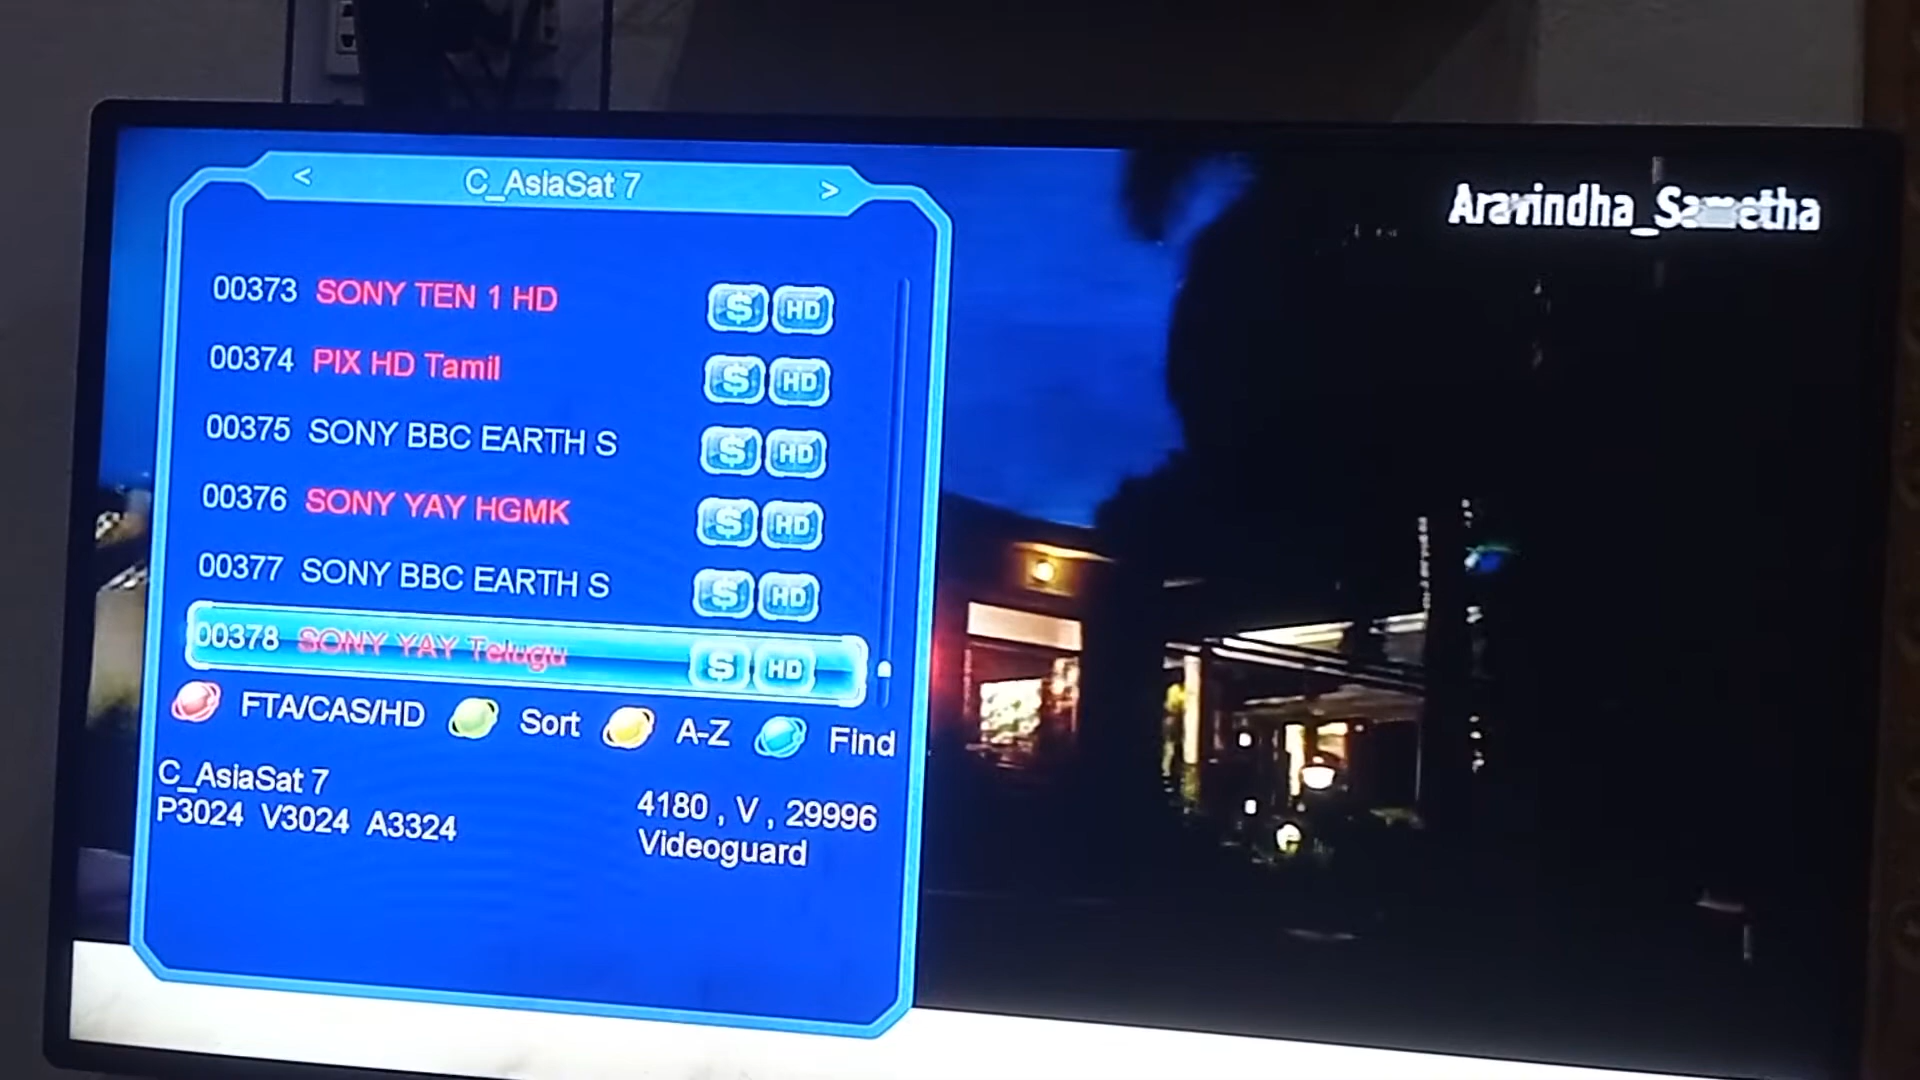 < C_AsiaSat 7 >
Aravindha_Sametha
00373 SONY TEN 1 HD $ HD
00374 PIX HD Tamil $ HD
00375 SONY BBC EARTH S $ HD
00376 SONY YAY HGMK $ HD
00377 SONY BBC EARTH S $ HD
00378 SONY YAY Telugu $ HD
FTA/CAS/HD Sort A-Z Find
C_AsiaSat 7
P3024 V3024 A3324
4180 , V , 29996
Videoguard